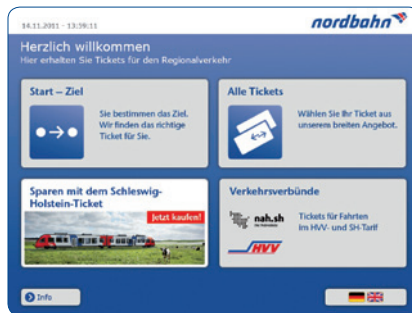 14.11.2011 - 13:59:11
nordbahn
Herzlich willkommen
Hier erhalten Sie Tickets für den Regionalverkehr
Start – Ziel
Sie bestimmen das Ziel.
Wir finden das richtige
Ticket für Sie.
Alle Tickets
Wählen Sie Ihr Ticket aus
unserem breiten Angebot.
Sparen mit dem Schleswig-
Holstein-Ticket
Jetzt kaufen!
Verkehrsverbünde
nah.sh
Tickets für Fahrten
im HVV- und SH-Tarif
HVV
Info